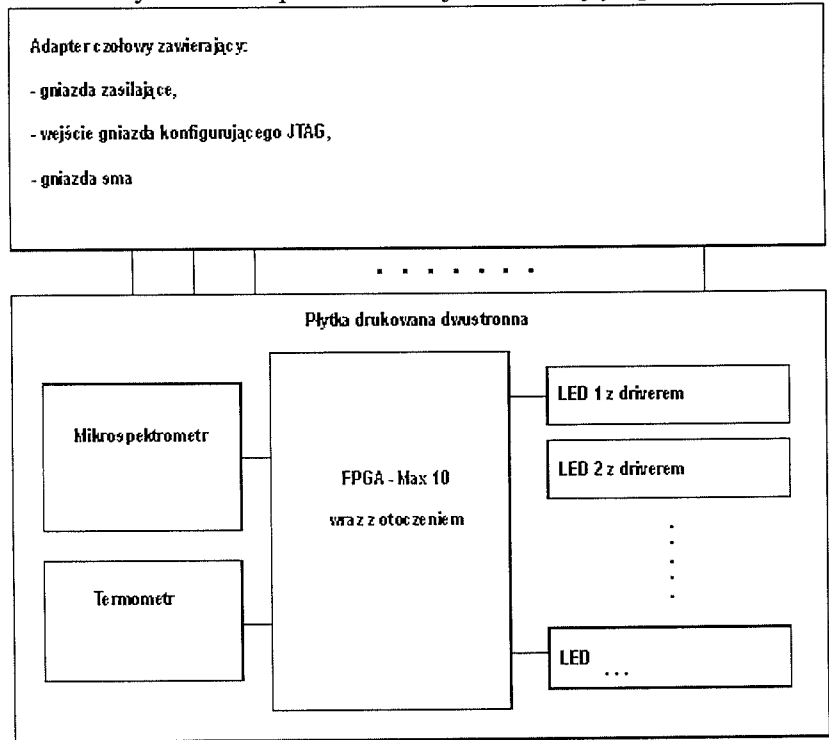 Adapter czołowy zawierający:
- gniazda zasilające,
- wejście gniazda konfigurującego JTAG,
- gniazda sma
Płytka drukowana dwustronna
Mikrospektrometr
Termometr
FPGA - Max 10
wraz z otoczeniem
LED 1 z driverem
LED 2 z driverem
LED ...